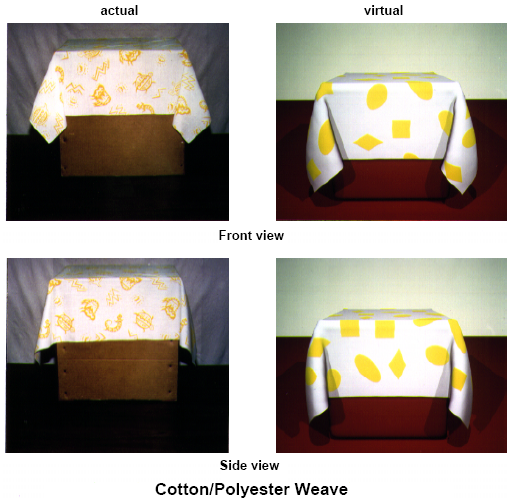 actual virtual
Front view
Side view
Cotton/Polyester Weave